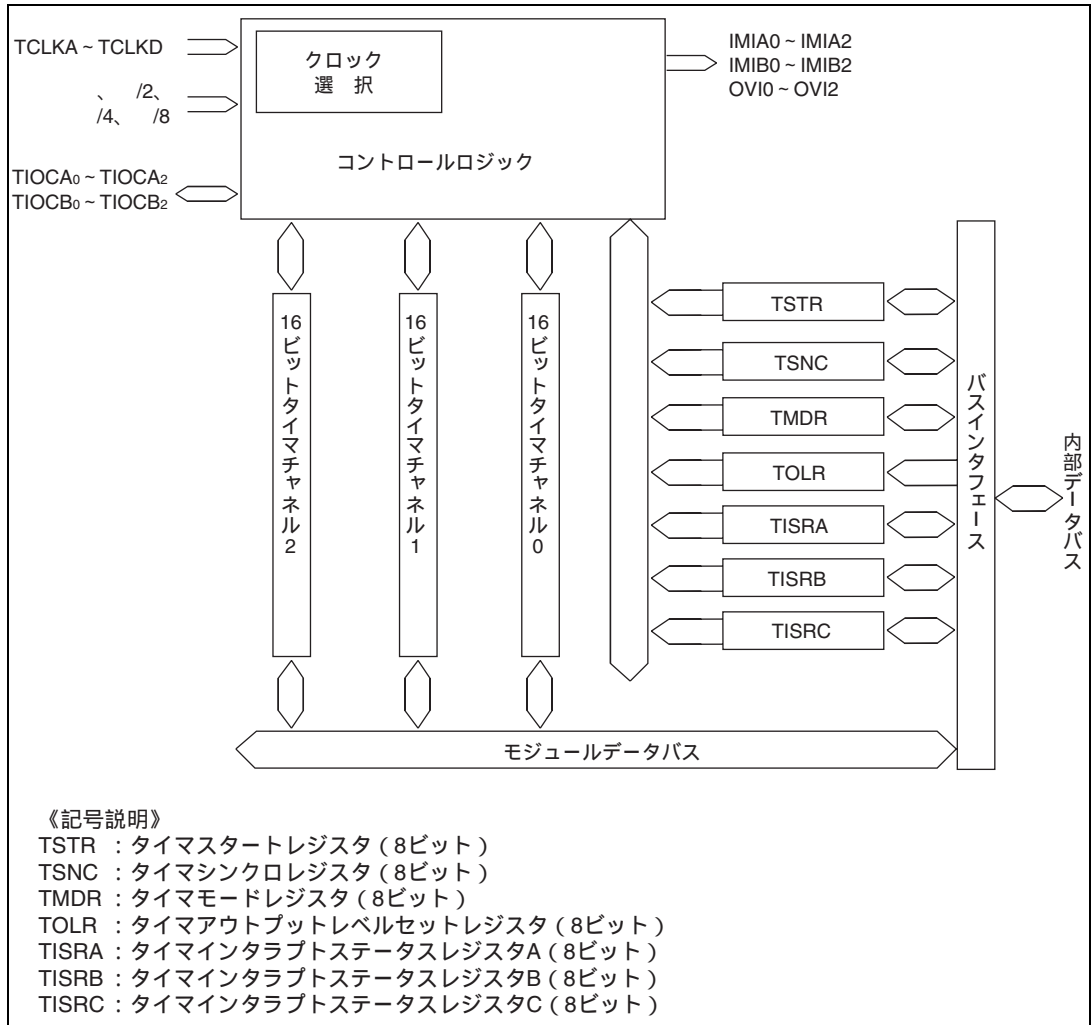 TCLKA ~ TCLKD
、 /2、
/4、 /8
TIOCA0 ~ TIOCA2
TIOCB0 ~ TIOCB2
クロック
選 択
コントロールロジック
IMIA0 ~ IMIA2
IMIB0 ~ IMIB2
OVI0 ~ OVI2
16ビットタイマチャネル2
16ビットタイマチャネル1
16ビットタイマチャネル0
TSTR
TSNC
TMDR
TOLR
TISRA
TISRB
TISRC
バスインタフェース
内部データバス
モジュールデータバス
《記号説明》
TSTR : タイマスタートレジスタ ( 8ビット )
TSNC : タイマシンクロレジスタ ( 8ビット )
TMDR : タイマモードレジスタ ( 8ビット )
TOLR : タイマアウトプットレベルセットレジスタ ( 8ビット )
TISRA : タイマインタラプトステータスレジスタA ( 8ビット )
TISRB : タイマインタラプトステータスレジスタB ( 8ビット )
TISRC : タイマインタラプトステータスレジスタC ( 8ビット )